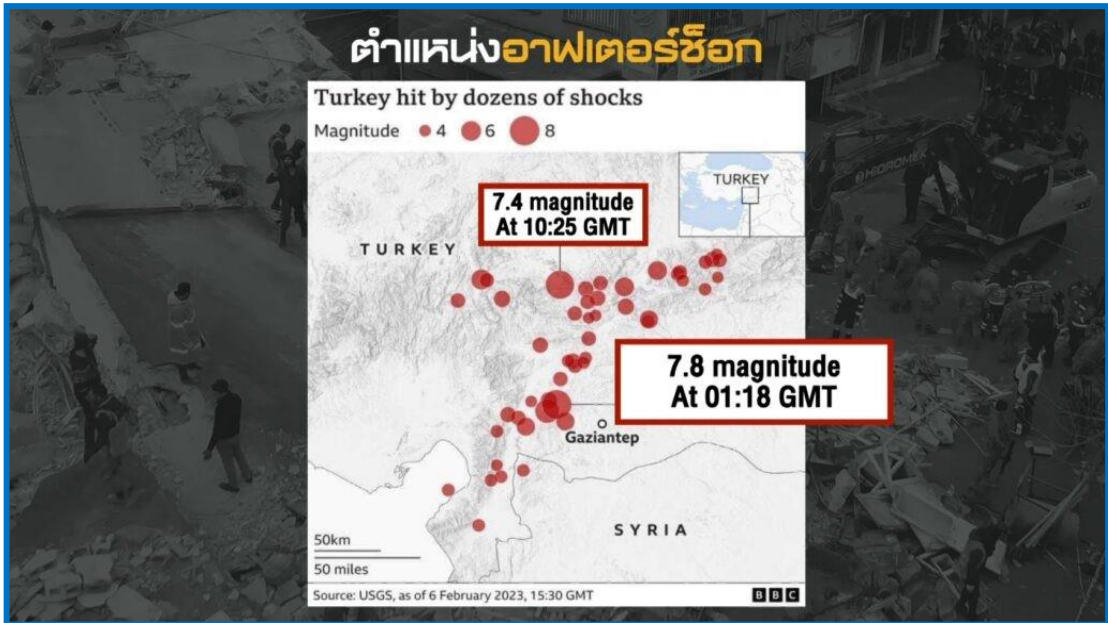 ตำแหน่งอาฟเตอร์ช็อก
Turkey hit by dozens of shocks
Magnitude 4 6 8
TURKEY
7.4 magnitude
At 10:25 GMT
TURKEY
7.8 magnitude
At 01:18 GMT
Gaziantep
SYRIA
50km
50 miles
Source: USGS, as of 6 February 2023, 15:30 GMT
BBC
HIDROMEK